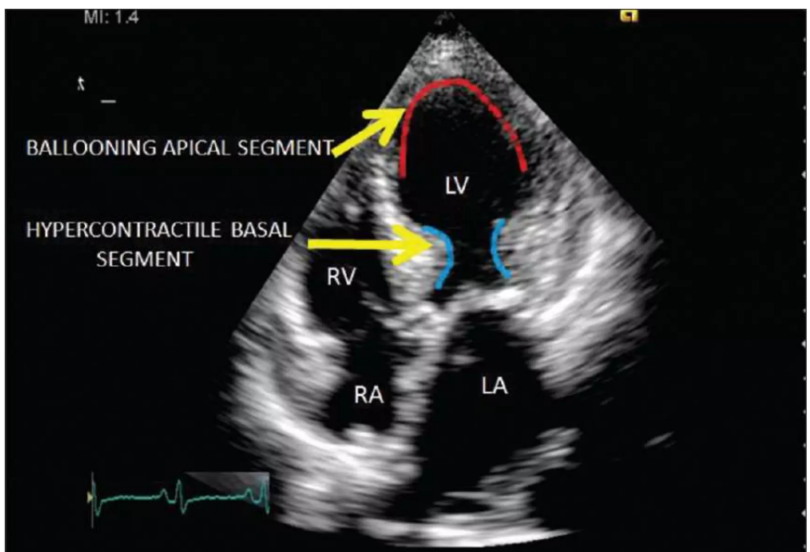 MI: 1.4
BALLOONING APICAL SEGMENT
LV
HYPERCONTRACTILE BASAL
SEGMENT
RV
RA
LA